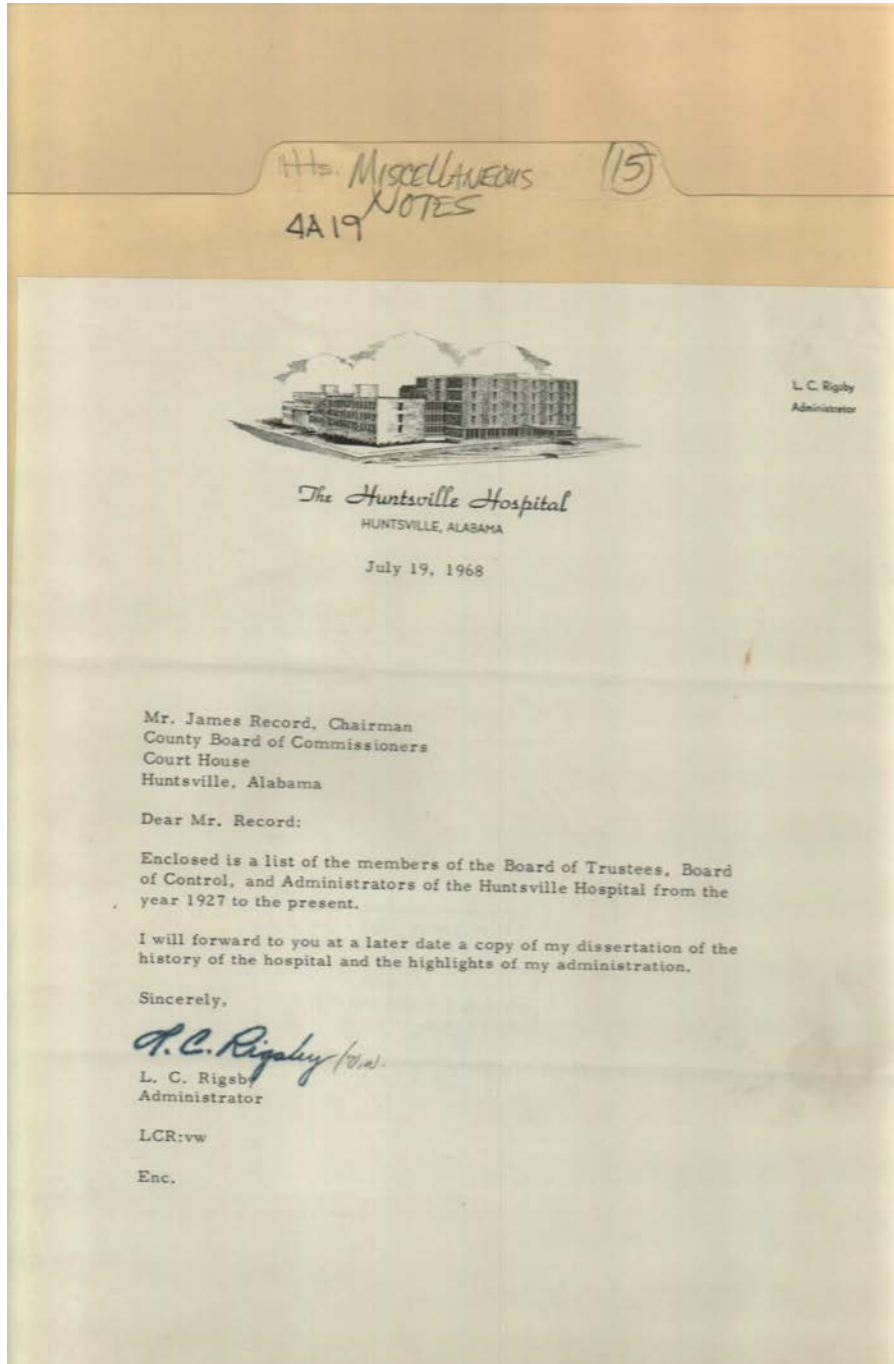 Hts. MISCELLANEOUS (15)
NOTES
4A19
L. C. Rigsby
Administrator
The Huntsville Hospital
HUNTSVILLE, ALABAMA
July 19, 1968
Mr. James Record, Chairman
County Board of Commissioners
Court House
Huntsville, Alabama
Dear Mr. Record:
Enclosed is a list of the members of the Board of Trustees, Board
of Control, and Administrators of the Huntsville Hospital from the
year 1927 to the present.
I will forward to you at a later date a copy of my dissertation of the
history of the hospital and the highlights of my administration.
Sincerely,
L. C. Rigsby /v.w.
L. C. Rigsby
Administrator
LCR:vw
Enc.